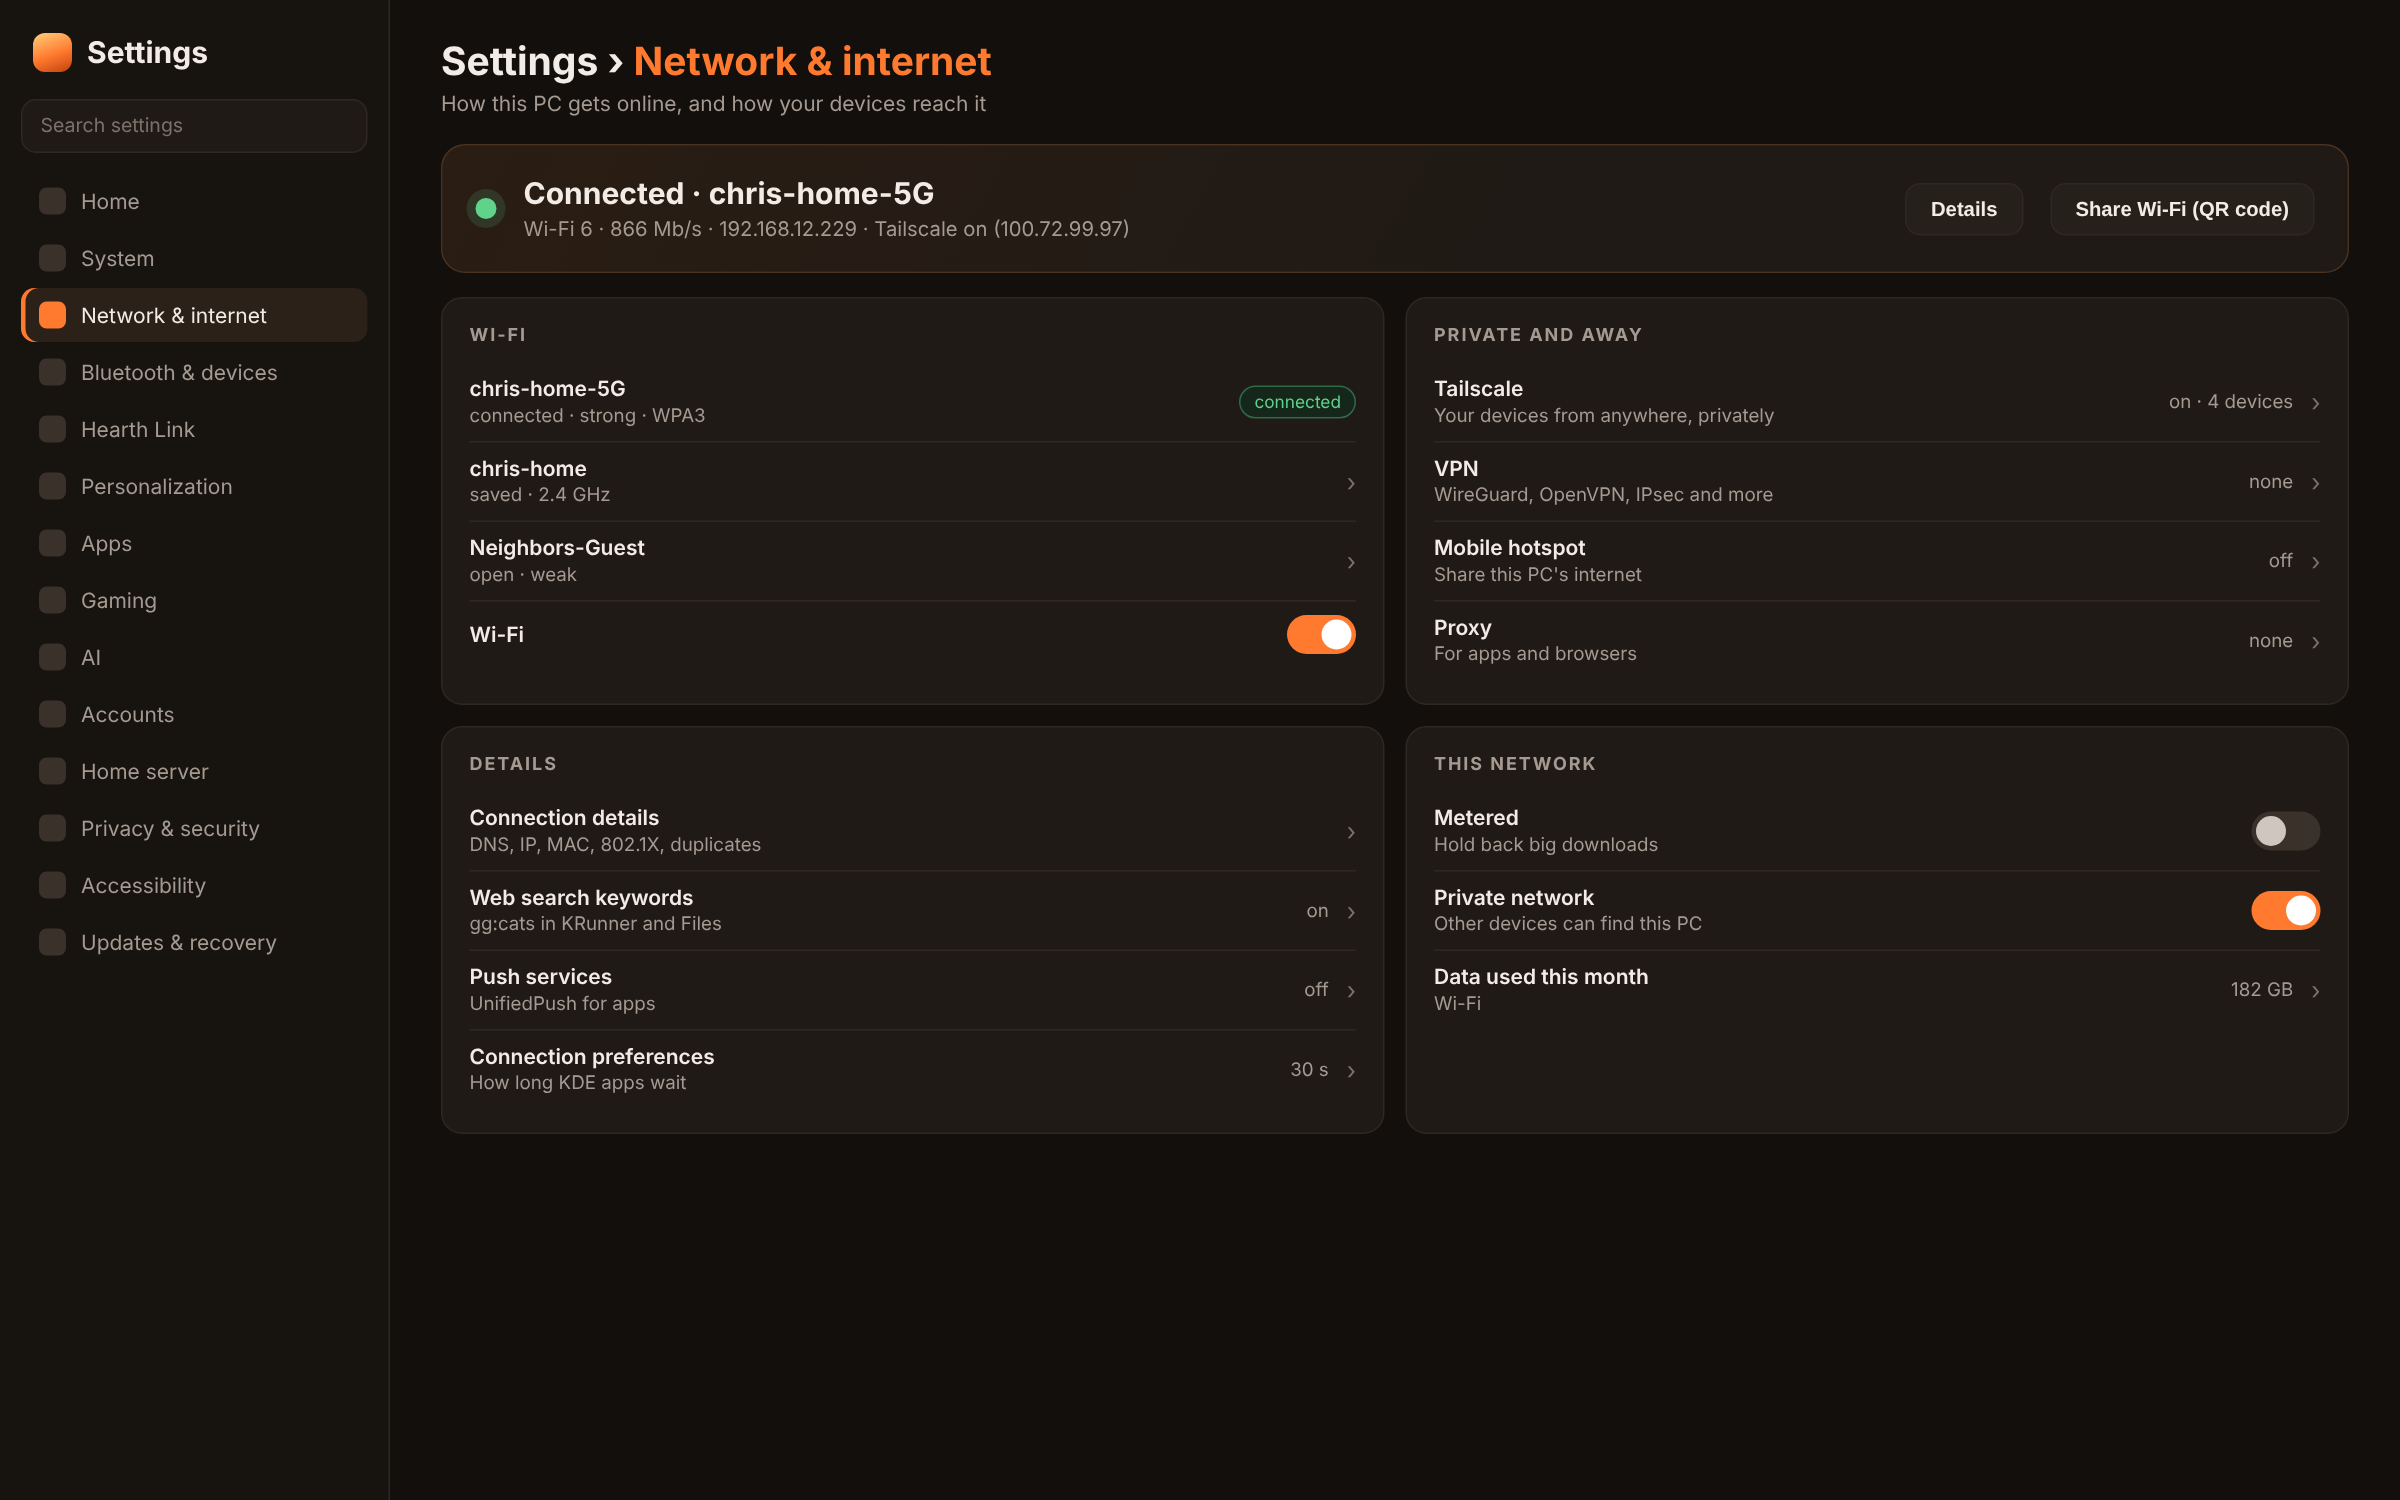 Settings
Search settings
Home
System
Network & internet
Bluetooth & devices
Hearth Link
Personalization
Apps
Gaming
AI
Accounts
Home server
Privacy & security
Accessibility
Updates & recovery
Settings › Network & internet
How this PC gets online, and how your devices reach it
Connected · chris-home-5G
Wi-Fi 6 · 866 Mb/s · 192.168.12.229 · Tailscale on (100.72.99.97)
Details
Share Wi-Fi (QR code)
WI-FI
chris-home-5G
connected · strong · WPA3
connected
chris-home
saved · 2.4 GHz
›
Neighbors-Guest
open · weak
›
Wi-Fi
PRIVATE AND AWAY
Tailscale
Your devices from anywhere, privately
on · 4 devices ›
VPN
WireGuard, OpenVPN, IPsec and more
none ›
Mobile hotspot
Share this PC's internet
off ›
Proxy
For apps and browsers
none ›
DETAILS
Connection details
DNS, IP, MAC, 802.1X, duplicates
›
Web search keywords
gg:cats in KRunner and Files
on ›
Push services
UnifiedPush for apps
off ›
Connection preferences
How long KDE apps wait
30 s ›
THIS NETWORK
Metered
Hold back big downloads
Private network
Other devices can find this PC
Data used this month
Wi-Fi
182 GB ›